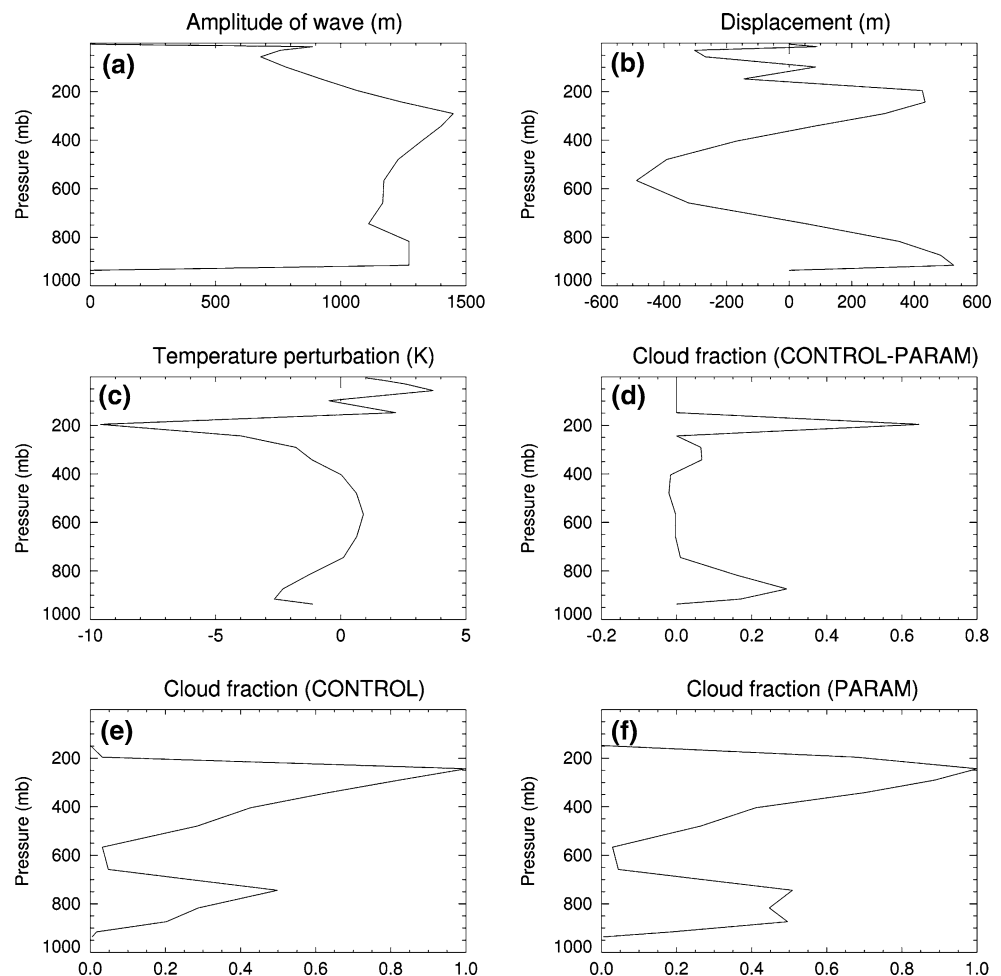 Amplitude of wave (m)
(a)
200
400
600
800
1000
Pressure (mb)
0 500 1000 1500
Displacement (m)
(b)
200
400
600
800
1000
Pressure (mb)
-600 -400 -200 0 200 400 600
Temperature perturbation (K)
(c)
200
400
600
800
1000
Pressure (mb)
-10 -5 0 5
Cloud fraction (CONTROL-PARAM)
(d)
200
400
600
800
1000
Pressure (mb)
-0.2 0.0 0.2 0.4 0.6 0.8
Cloud fraction (CONTROL)
(e)
200
400
600
800
1000
Pressure (mb)
0.0 0.2 0.4 0.6 0.8 1.0
Cloud fraction (PARAM)
(f)
200
400
600
800
1000
Pressure (mb)
0.0 0.2 0.4 0.6 0.8 1.0